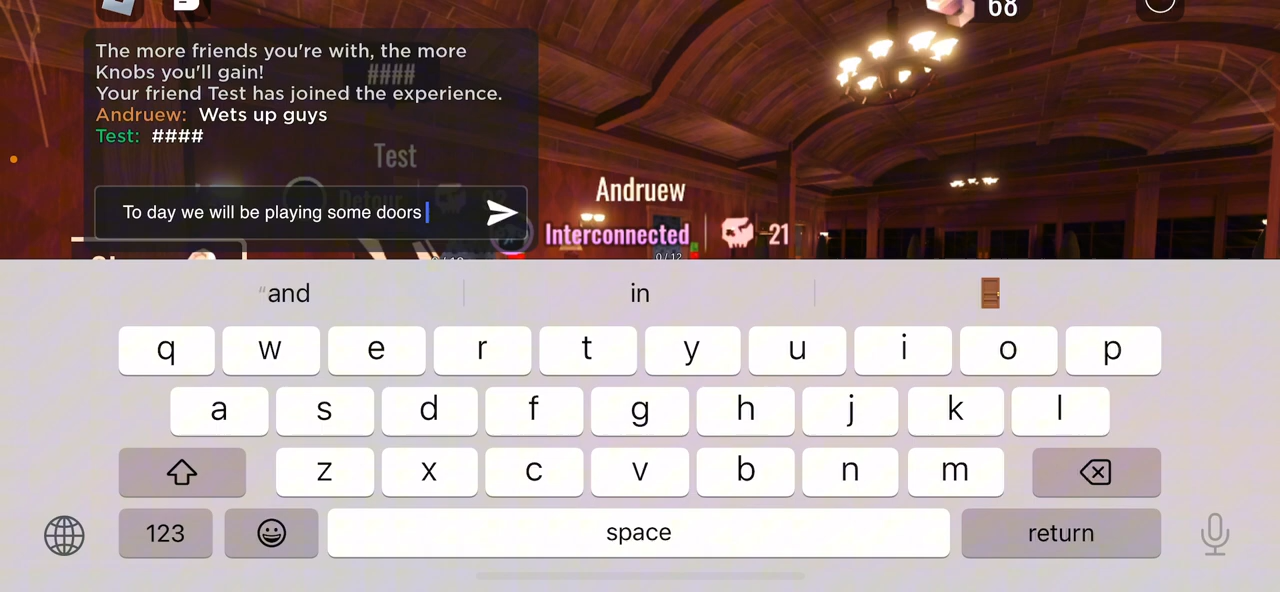 68
The more friends you're with, the more
Knobs you'll gain!
####
Your friend Test has joined the experience.
Andruew: Wets up guys
Test: ####
Test
To day we will be playing some doors
Andruew
Interconnected 21
0/12
“and in
q w e r t y u i o p
a s d f g h j k l
z x c v b n m
123 space return